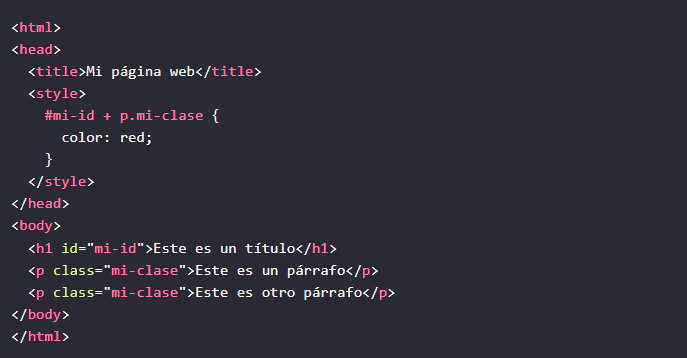 <html>
<head>
  <title>Mi página web</title>
  <style>
    #mi-id + p.mi-clase {
      color: red;
    }
  </style>
</head>
<body>
  <h1 id="mi-id">Este es un título</h1>
  <p class="mi-clase">Este es un párrafo</p>
  <p class="mi-clase">Este es otro párrafo</p>
</body>
</html>